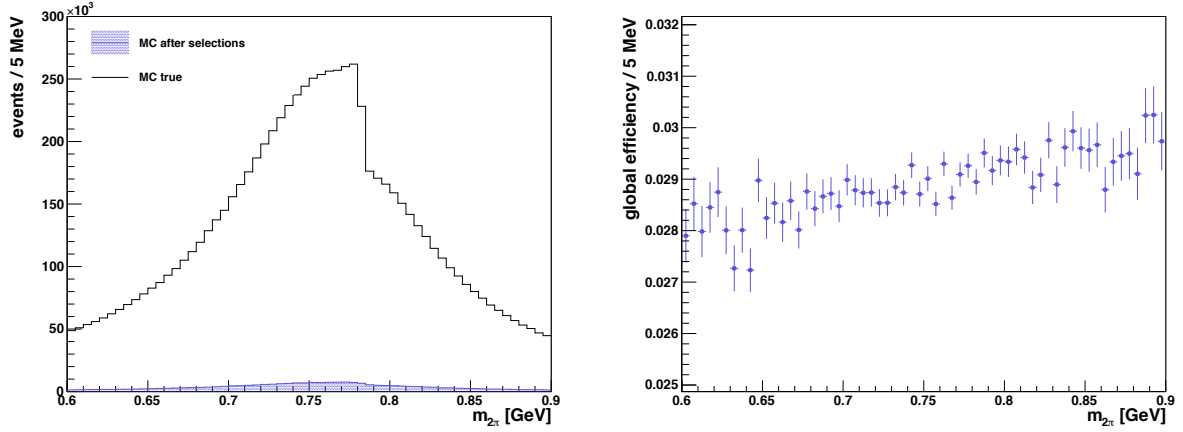 ×10³
events / 5 MeV
300
250
200
150
100
50
0
MC after selections
MC true
0.6 0.65 0.7 0.75 0.8 0.85 0.9
m2π [GeV]
global efficiency / 5 MeV
0.032
0.031
0.03
0.029
0.028
0.027
0.026
0.025
0.6 0.65 0.7 0.75 0.8 0.85 0.9
m2π [GeV]